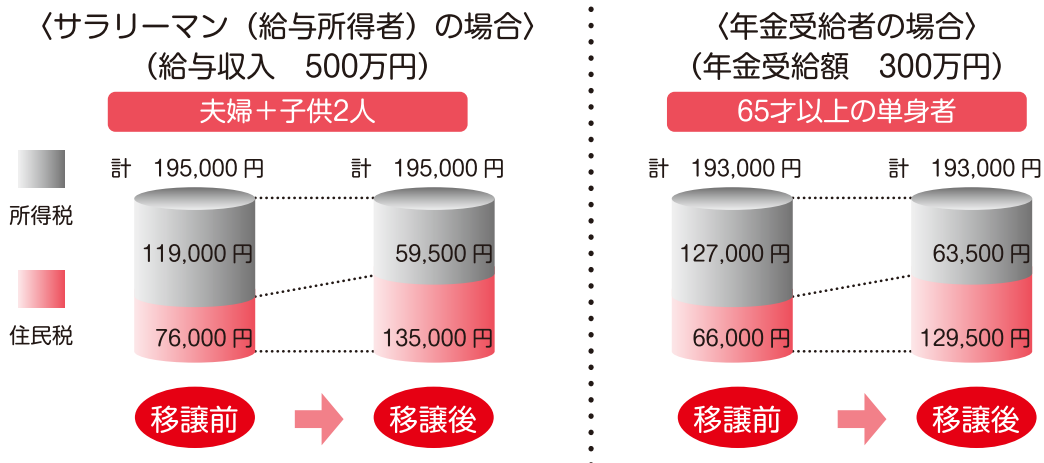 〈サラリーマン（給与所得者）の場合〉
（給与収入　500万円）
夫婦＋子供2人
計 195,000 円
計 195,000 円
所得税
119,000 円
59,500 円
住民税
76,000 円
135,000 円
移譲前
移譲後
〈年金受給者の場合〉
（年金受給額　300万円）
65才以上の単身者
計 193,000 円
計 193,000 円
127,000 円
63,500 円
66,000 円
129,500 円
移譲前
移譲後